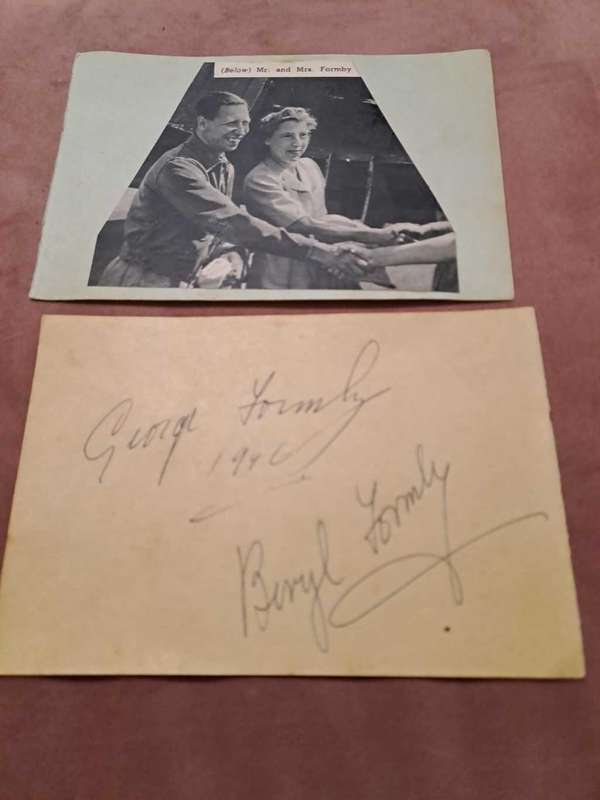 (Below) Mr. and Mrs. Formby
George Formby
1946
Beryl Formby